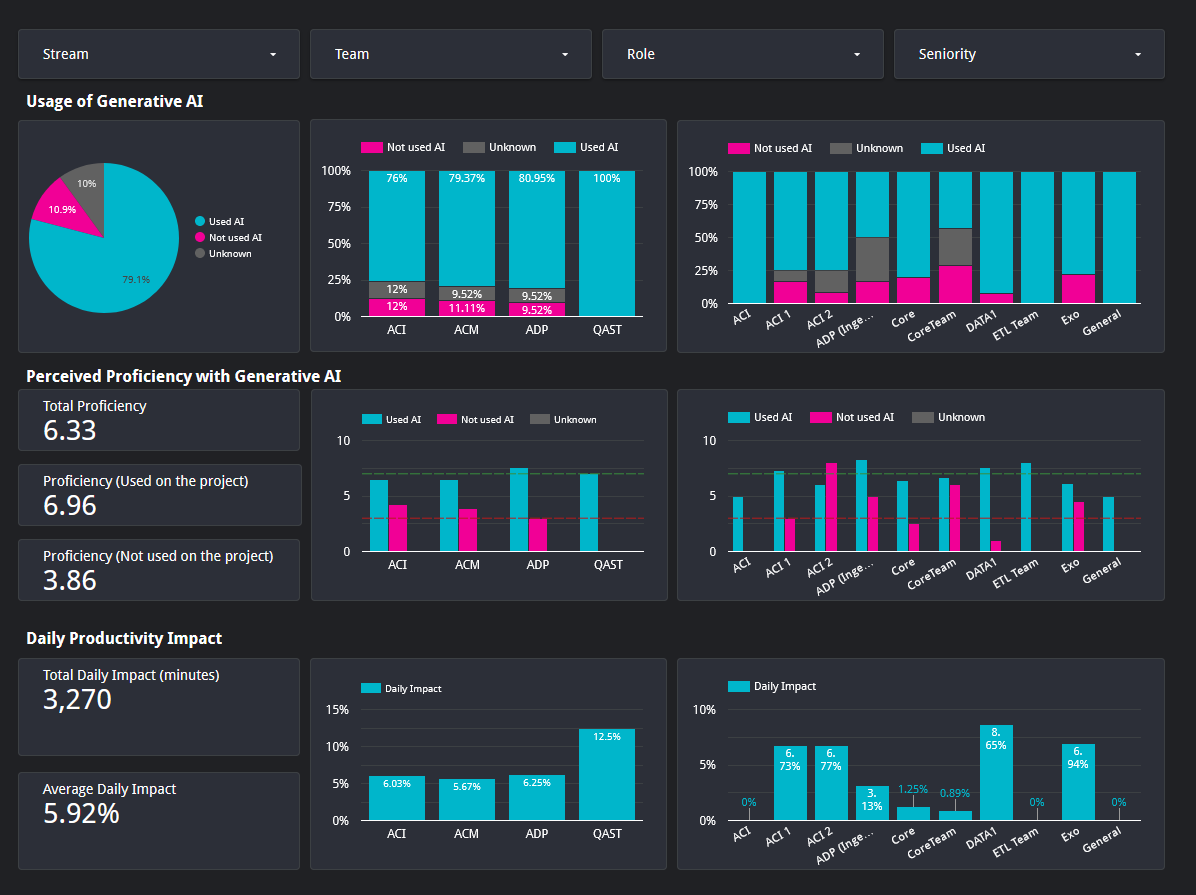 Stream
Team
Role
Seniority
Usage of Generative AI
Used AI
Not used AI
Unknown
79.1%
10.9%
10%
Not used AI Unknown Used AI
100%
75%
50%
25%
0%
76% 79.37% 80.95% 100%
12% 9.52% 9.52%
12% 11.11% 9.52%
ACI ACM ADP QAST
Not used AI Unknown Used AI
100%
75%
50%
25%
0%
ACI ACI 1 ACI 2 ADP (Inge... Core CoreTeam DATA1 ETL Team Exo General
Perceived Proficiency with Generative AI
Total Proficiency
6.33
Proficiency (Used on the project)
6.96
Proficiency (Not used on the project)
3.86
Used AI Not used AI Unknown
10
5
0
ACI ACM ADP QAST
Used AI Not used AI Unknown
10
5
0
ACI ACI 1 ACI 2 ADP (Inge... Core CoreTeam DATA1 ETL Team Exo General
Daily Productivity Impact
Total Daily Impact (minutes)
3,270
Average Daily Impact
5.92%
Daily Impact
15%
10%
5%
0%
6.03% 5.67% 6.25% 12.5%
ACI ACM ADP QAST
Daily Impact
10%
5%
0%
0%
6.
73%
6.
77%
3.
13%
1.25%
0.89%
8.
65%
0%
6.
94%
0%
ACI ACI 1 ACI 2 ADP (Inge... Core CoreTeam DATA1 ETL Team Exo General